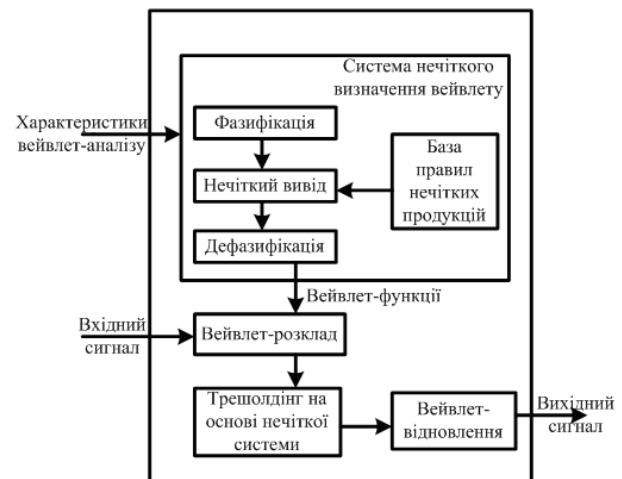 Система нечіткого
визначення вейвлету
Характеристики
вейвлет-аналізу
Фазифікація
База
правил
нечітких
продукцій
Нечіткий вивід
Дефазифікація
Вейвлет-функції
Вхідний
сигнал
Вейвлет-розклад
Трешолдінг на
основі нечіткої
системи
Вейвлет-
відновлення
Вихідний
сигнал